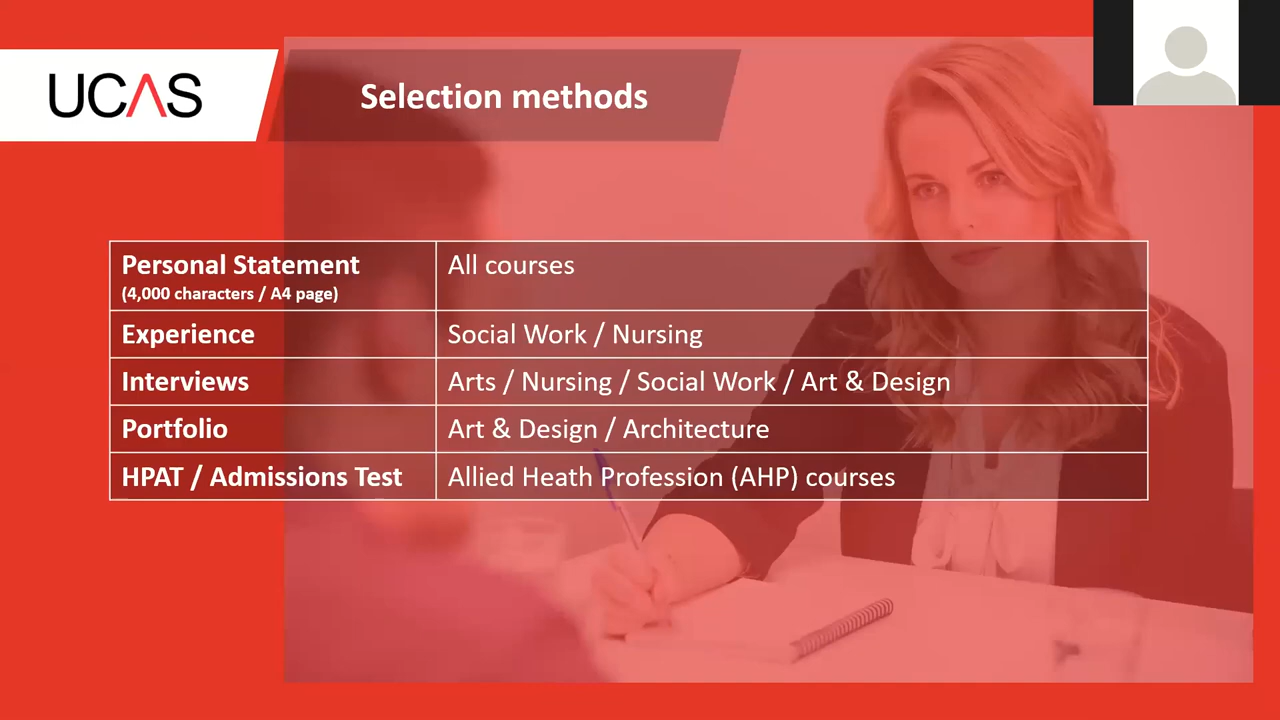 UCAS
Selection methods
Personal Statement All courses
(4,000 characters / A4 page)
Experience Social Work / Nursing
Interviews Arts / Nursing / Social Work / Art & Design
Portfolio Art & Design / Architecture
HPAT / Admissions Test Allied Heath Profession (AHP) courses